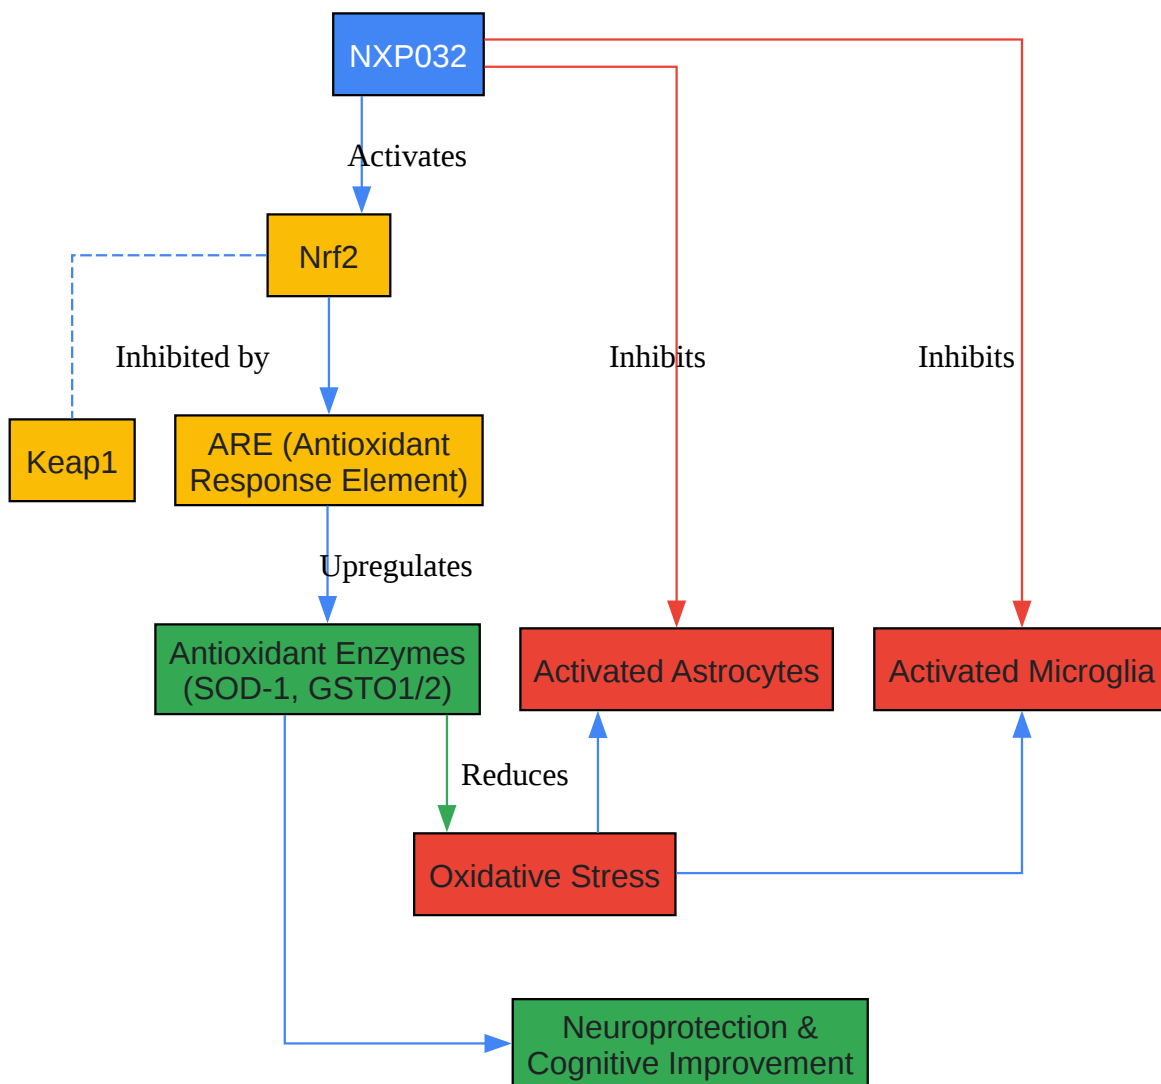 NXP032
Activates
Nrf2
Inhibited by
Inhibits
Inhibits
Keap1
ARE (Antioxidant
Response Element)
Upregulates
Antioxidant Enzymes
(SOD-1, GSTO1/2)
Activated Astrocytes
Activated Microglia
Reduces
Oxidative Stress
Neuroprotection &
Cognitive Improvement